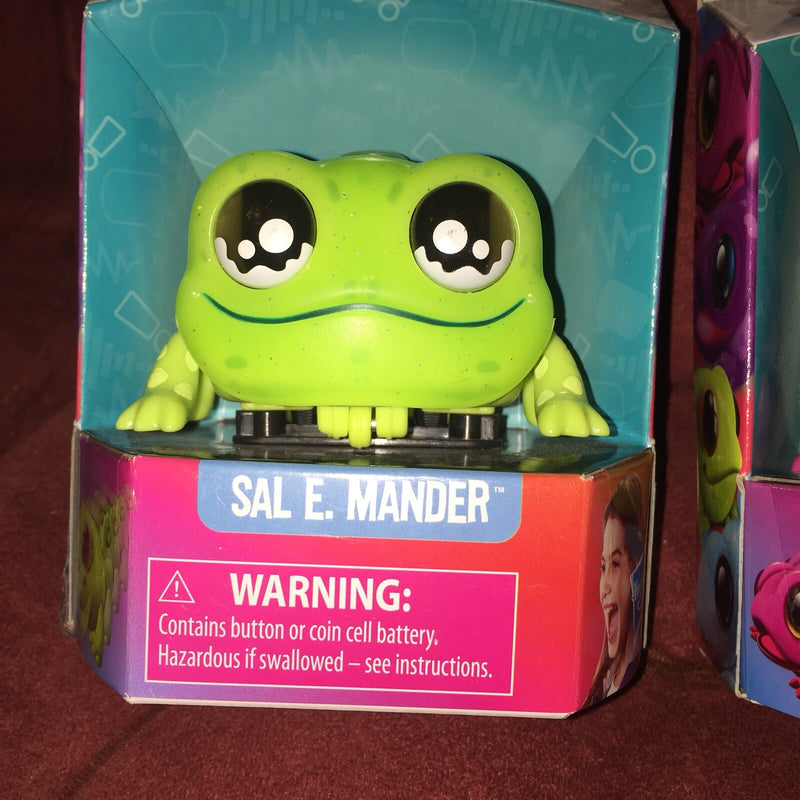 SAL E. MANDER™
WARNING:
Contains button or coin cell battery.
Hazardous if swallowed – see instructions.